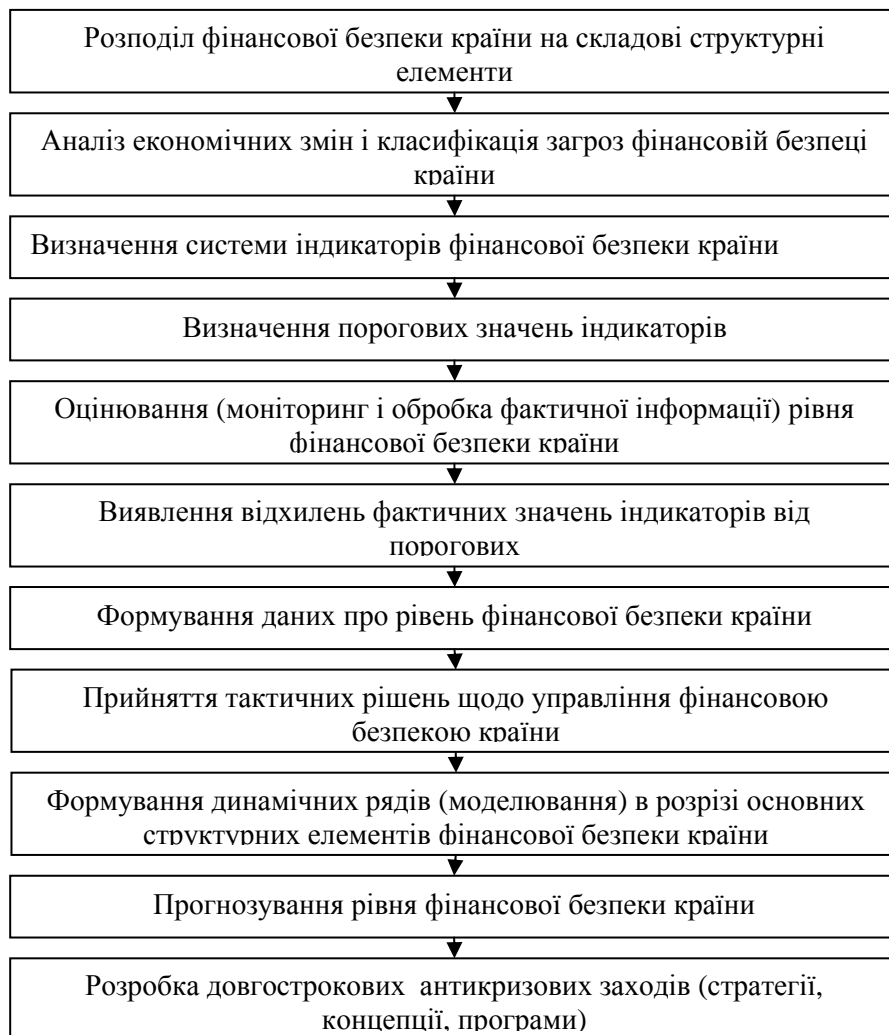 Розподіл фінансової безпеки країни на складові структурні
елементи
Аналіз економічних змін і класифікація загроз фінансовій безпеці
країни
Визначення системи індикаторів фінансової безпеки країни
Визначення порогових значень індикаторів
Оцінювання (моніторинг і обробка фактичної інформації) рівня
фінансової безпеки країни
Виявлення відхилень фактичних значень індикаторів від
порогових
Формування даних про рівень фінансової безпеки країни
Прийняття тактичних рішень щодо управління фінансовою
безпекою країни
Формування динамічних рядів (моделювання) в розрізі основних
структурних елементів фінансової безпеки країни
Прогнозування рівня фінансової безпеки країни
Розробка довгострокових антикризових заходів (стратегії,
концепції, програми)